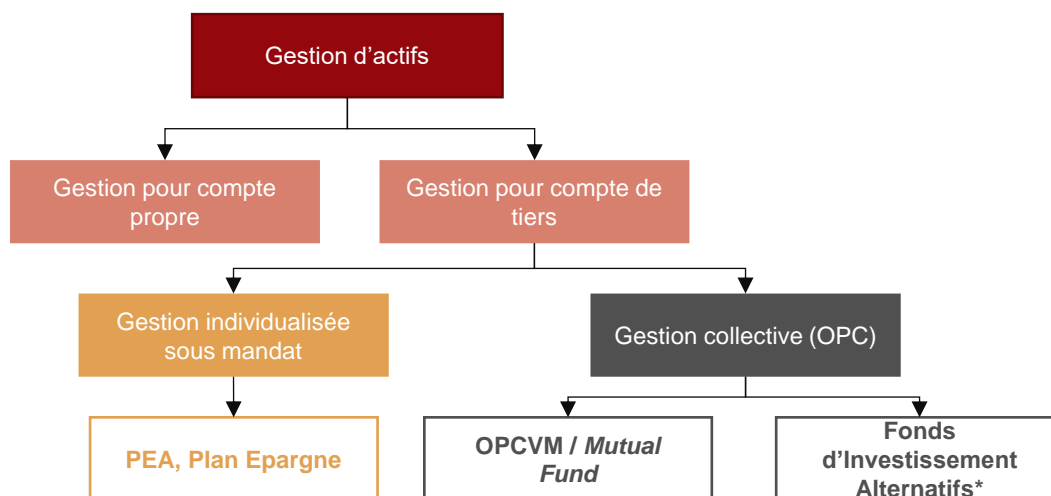 Gestion d’actifs
Gestion pour compte
propre
Gestion pour compte de
tiers
Gestion individualisée
sous mandat
Gestion collective (OPC)
PEA, Plan Epargne
OPCVM / Mutual
Fund
Fonds
d’Investissement
Alternatifs*